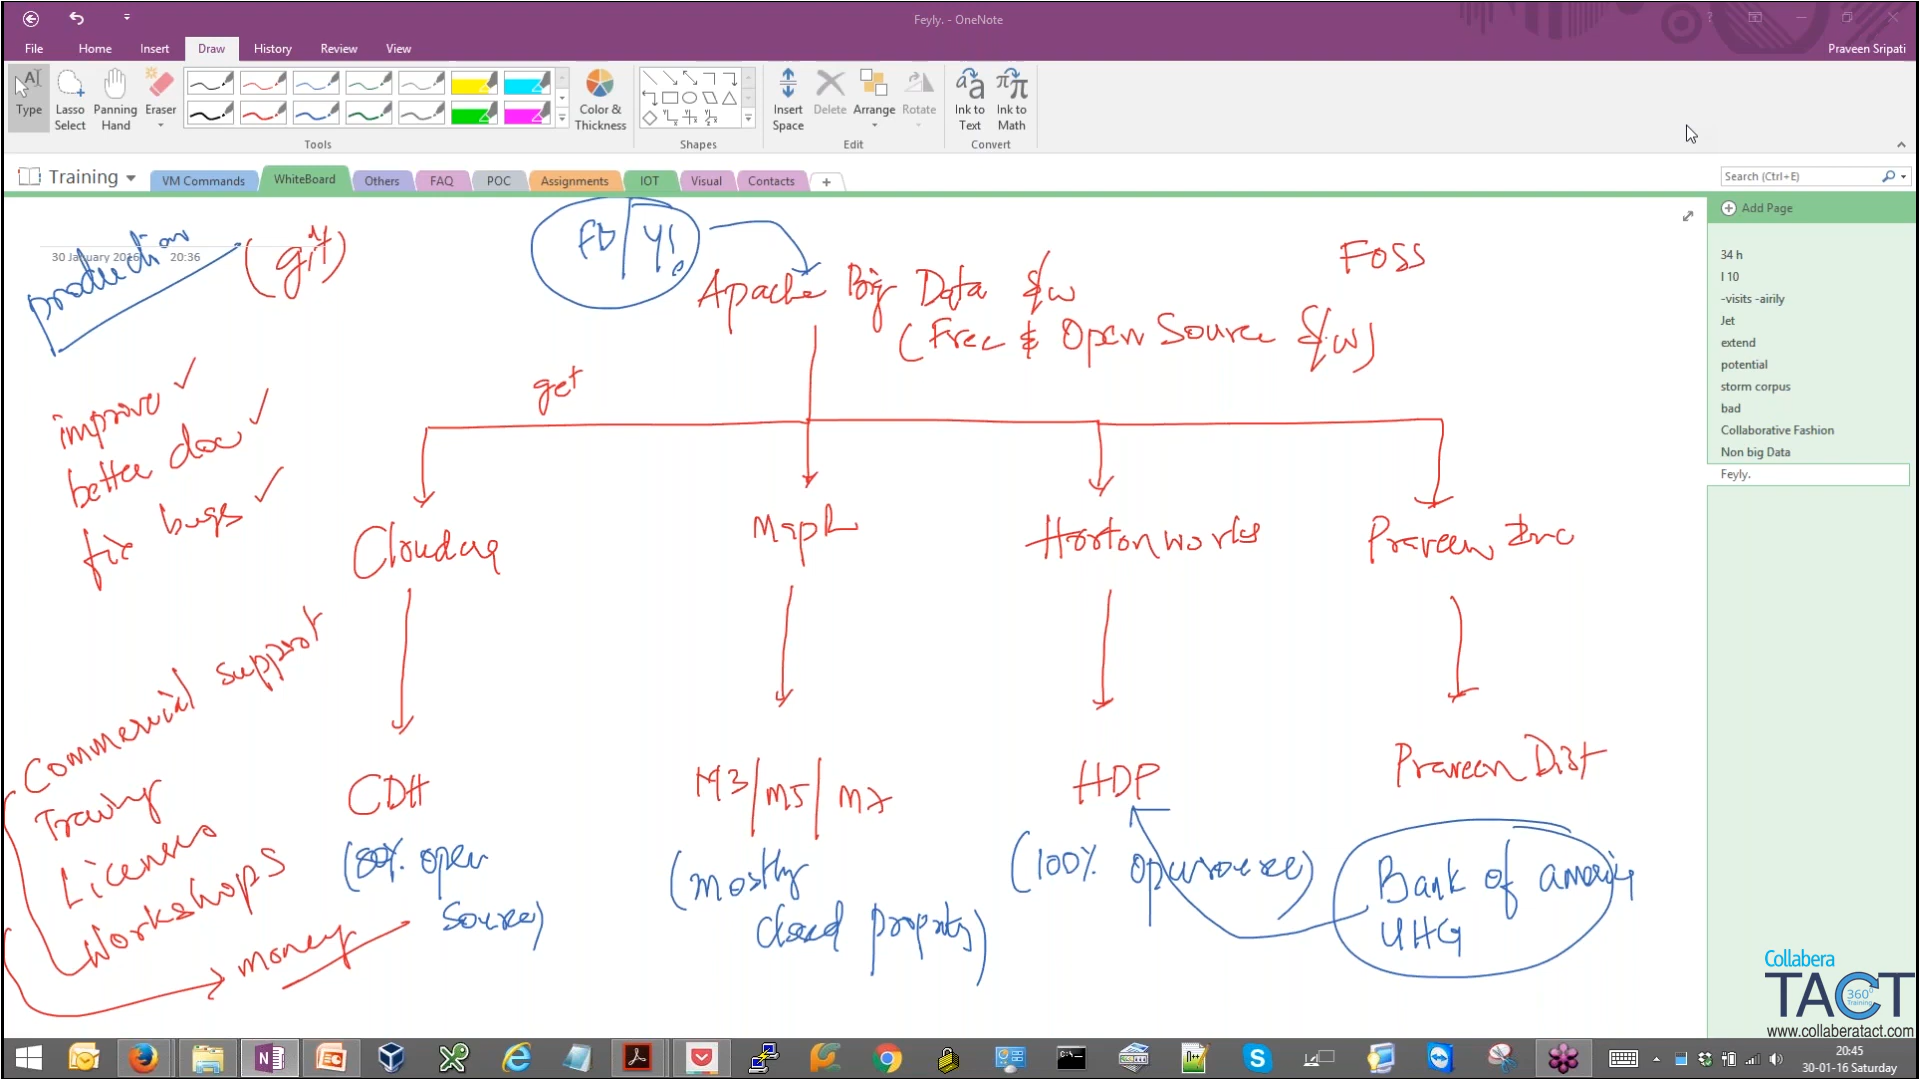 Feyly. - OneNote
Praveen Sripati
File Home Insert Draw History Review View
Type
Lasso Select
Panning Hand
Eraser
Color & Thickness
Insert Space
Delete
Arrange
Rotate
Ink to Text
Ink to Math
Tools
Shapes
Edit
Convert
Training
VM Commands WhiteBoard Others FAQ POC Assignments IOT Visual Contacts
Search (Ctrl+E)
Add Page
34 h
I 10
-visits -airily
Jet
extend
potential
storm corpus
bad
Collaborative Fashion
Non big Data
Feyly.
30 January 2016 20:36
production
(git)
FB/Y!
Apache Big Data s/w
(Free & Open Source S/w)
FOSS
get
improve
better doc
fix bugs
Cloudera
MapR
Hortonworks
Praveen Inc
Commercial support
Training
Licenses
Workshops
money
CDH
(80% open
source)
M3/M5/M7
(mostly
closed
HDP
(100% opensource)
Praveen Dist
Bank of america
UHG
Collabera
TACT
360°
Training
www.collaberatact.com
20:45
30-01-16 Saturday